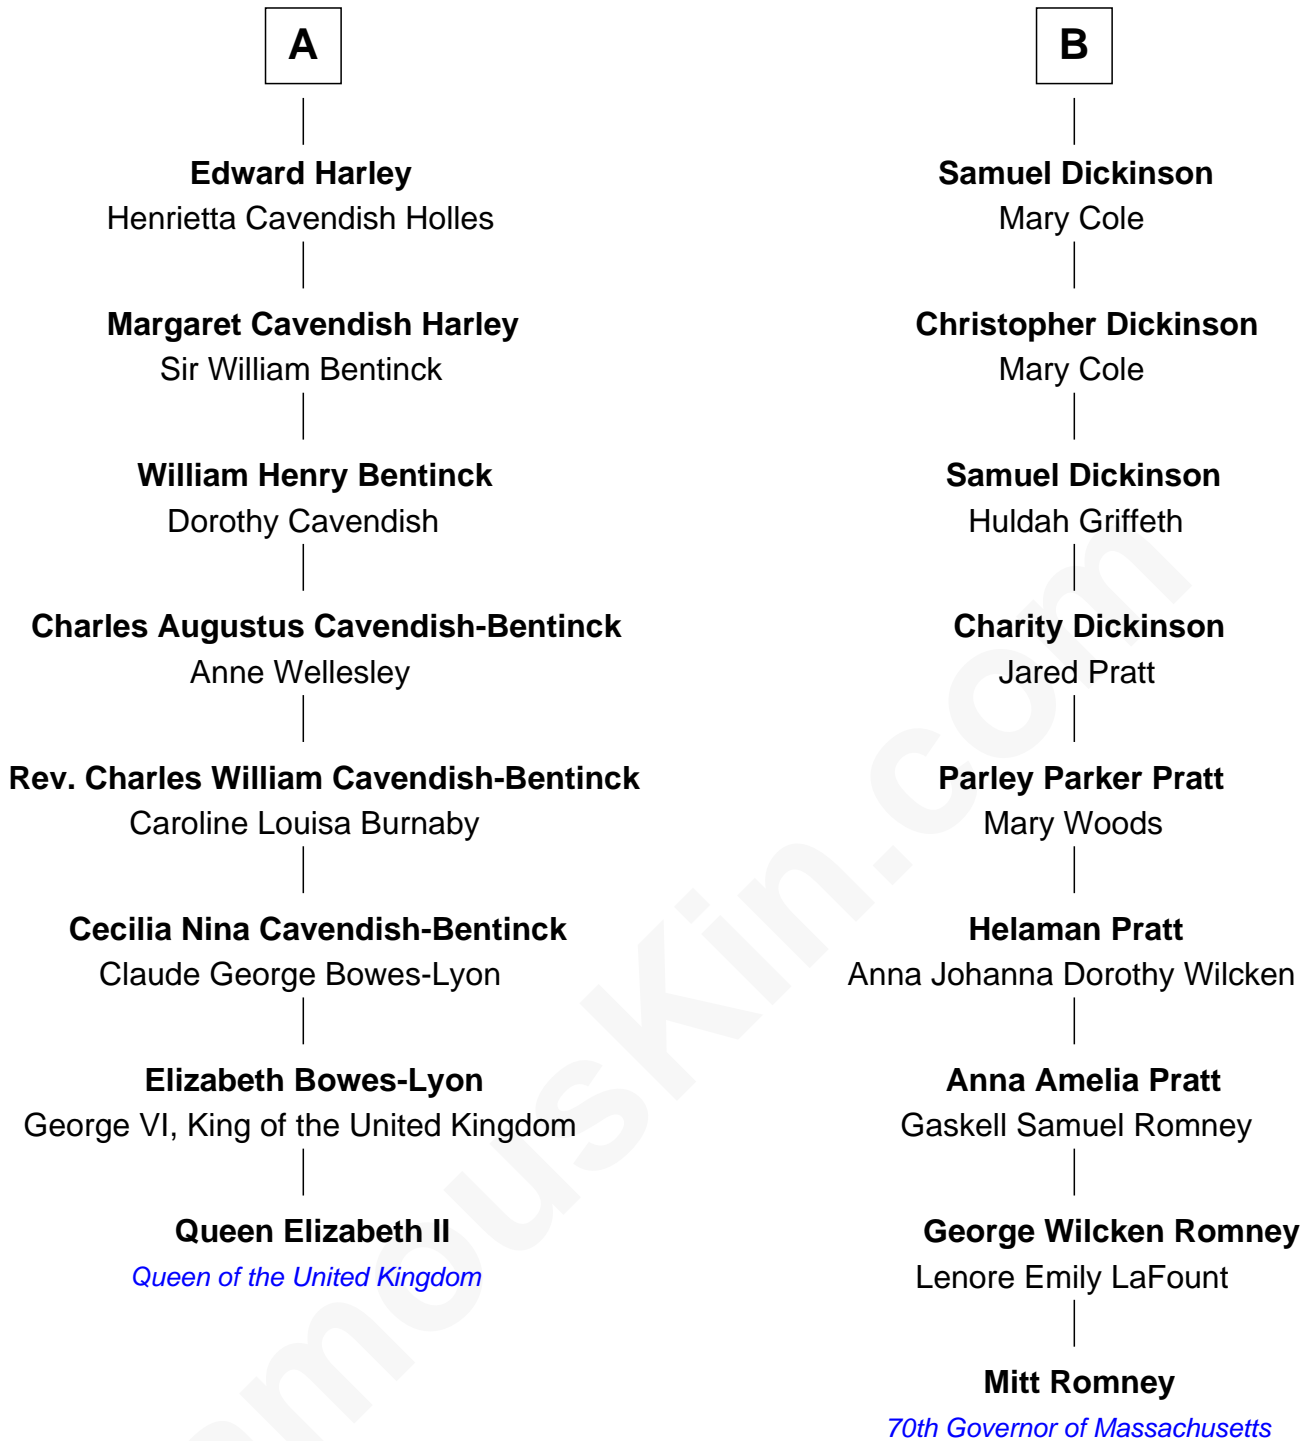 A
Edward Harley
Henrietta Cavendish Holles
Margaret Cavendish Harley
Sir William Bentinck
William Henry Bentinck
Dorothy Cavendish
Charles Augustus Cavendish-Bentinck
Anne Wellesley
Rev. Charles William Cavendish-Bentinck
Caroline Louisa Burnaby
Cecilia Nina Cavendish-Bentinck
Claude George Bowes-Lyon
Elizabeth Bowes-Lyon
George VI, King of the United Kingdom
Queen Elizabeth II
Queen of the United Kingdom
B
Samuel Dickinson
Mary Cole
Christopher Dickinson
Mary Cole
Samuel Dickinson
Huldah Griffeth
Charity Dickinson
Jared Pratt
Parley Parker Pratt
Mary Woods
Helaman Pratt
Anna Johanna Dorothy Wilcken
Anna Amelia Pratt
Gaskell Samuel Romney
George Wilcken Romney
Lenore Emily LaFount
Mitt Romney
70th Governor of Massachusetts
amouskin.com